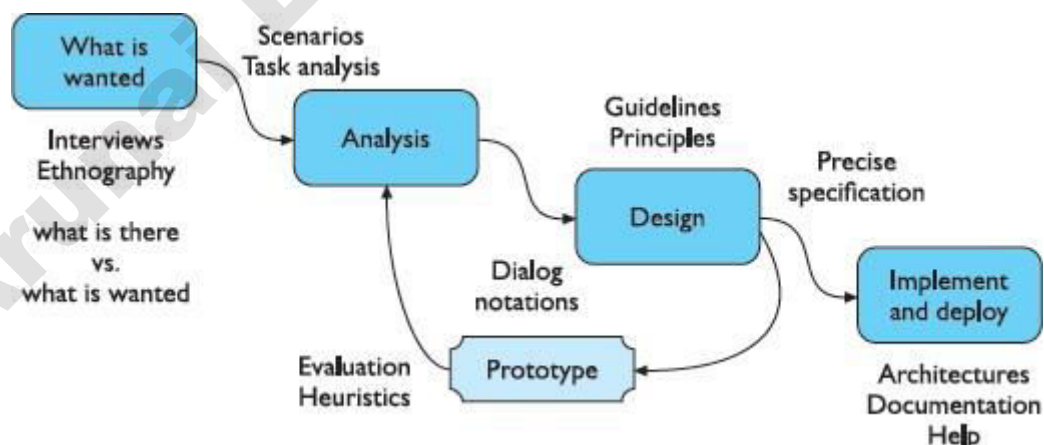 What is
wanted
Scenarios
Task analysis
Interviews
Ethnography
what is there
vs.
what is wanted
Analysis
Guidelines
Principles
Design
Precise
specification
Dialog
notations
Implement
and deploy
Evaluation
Heuristics
Prototype
Architectures
Documentation
Help